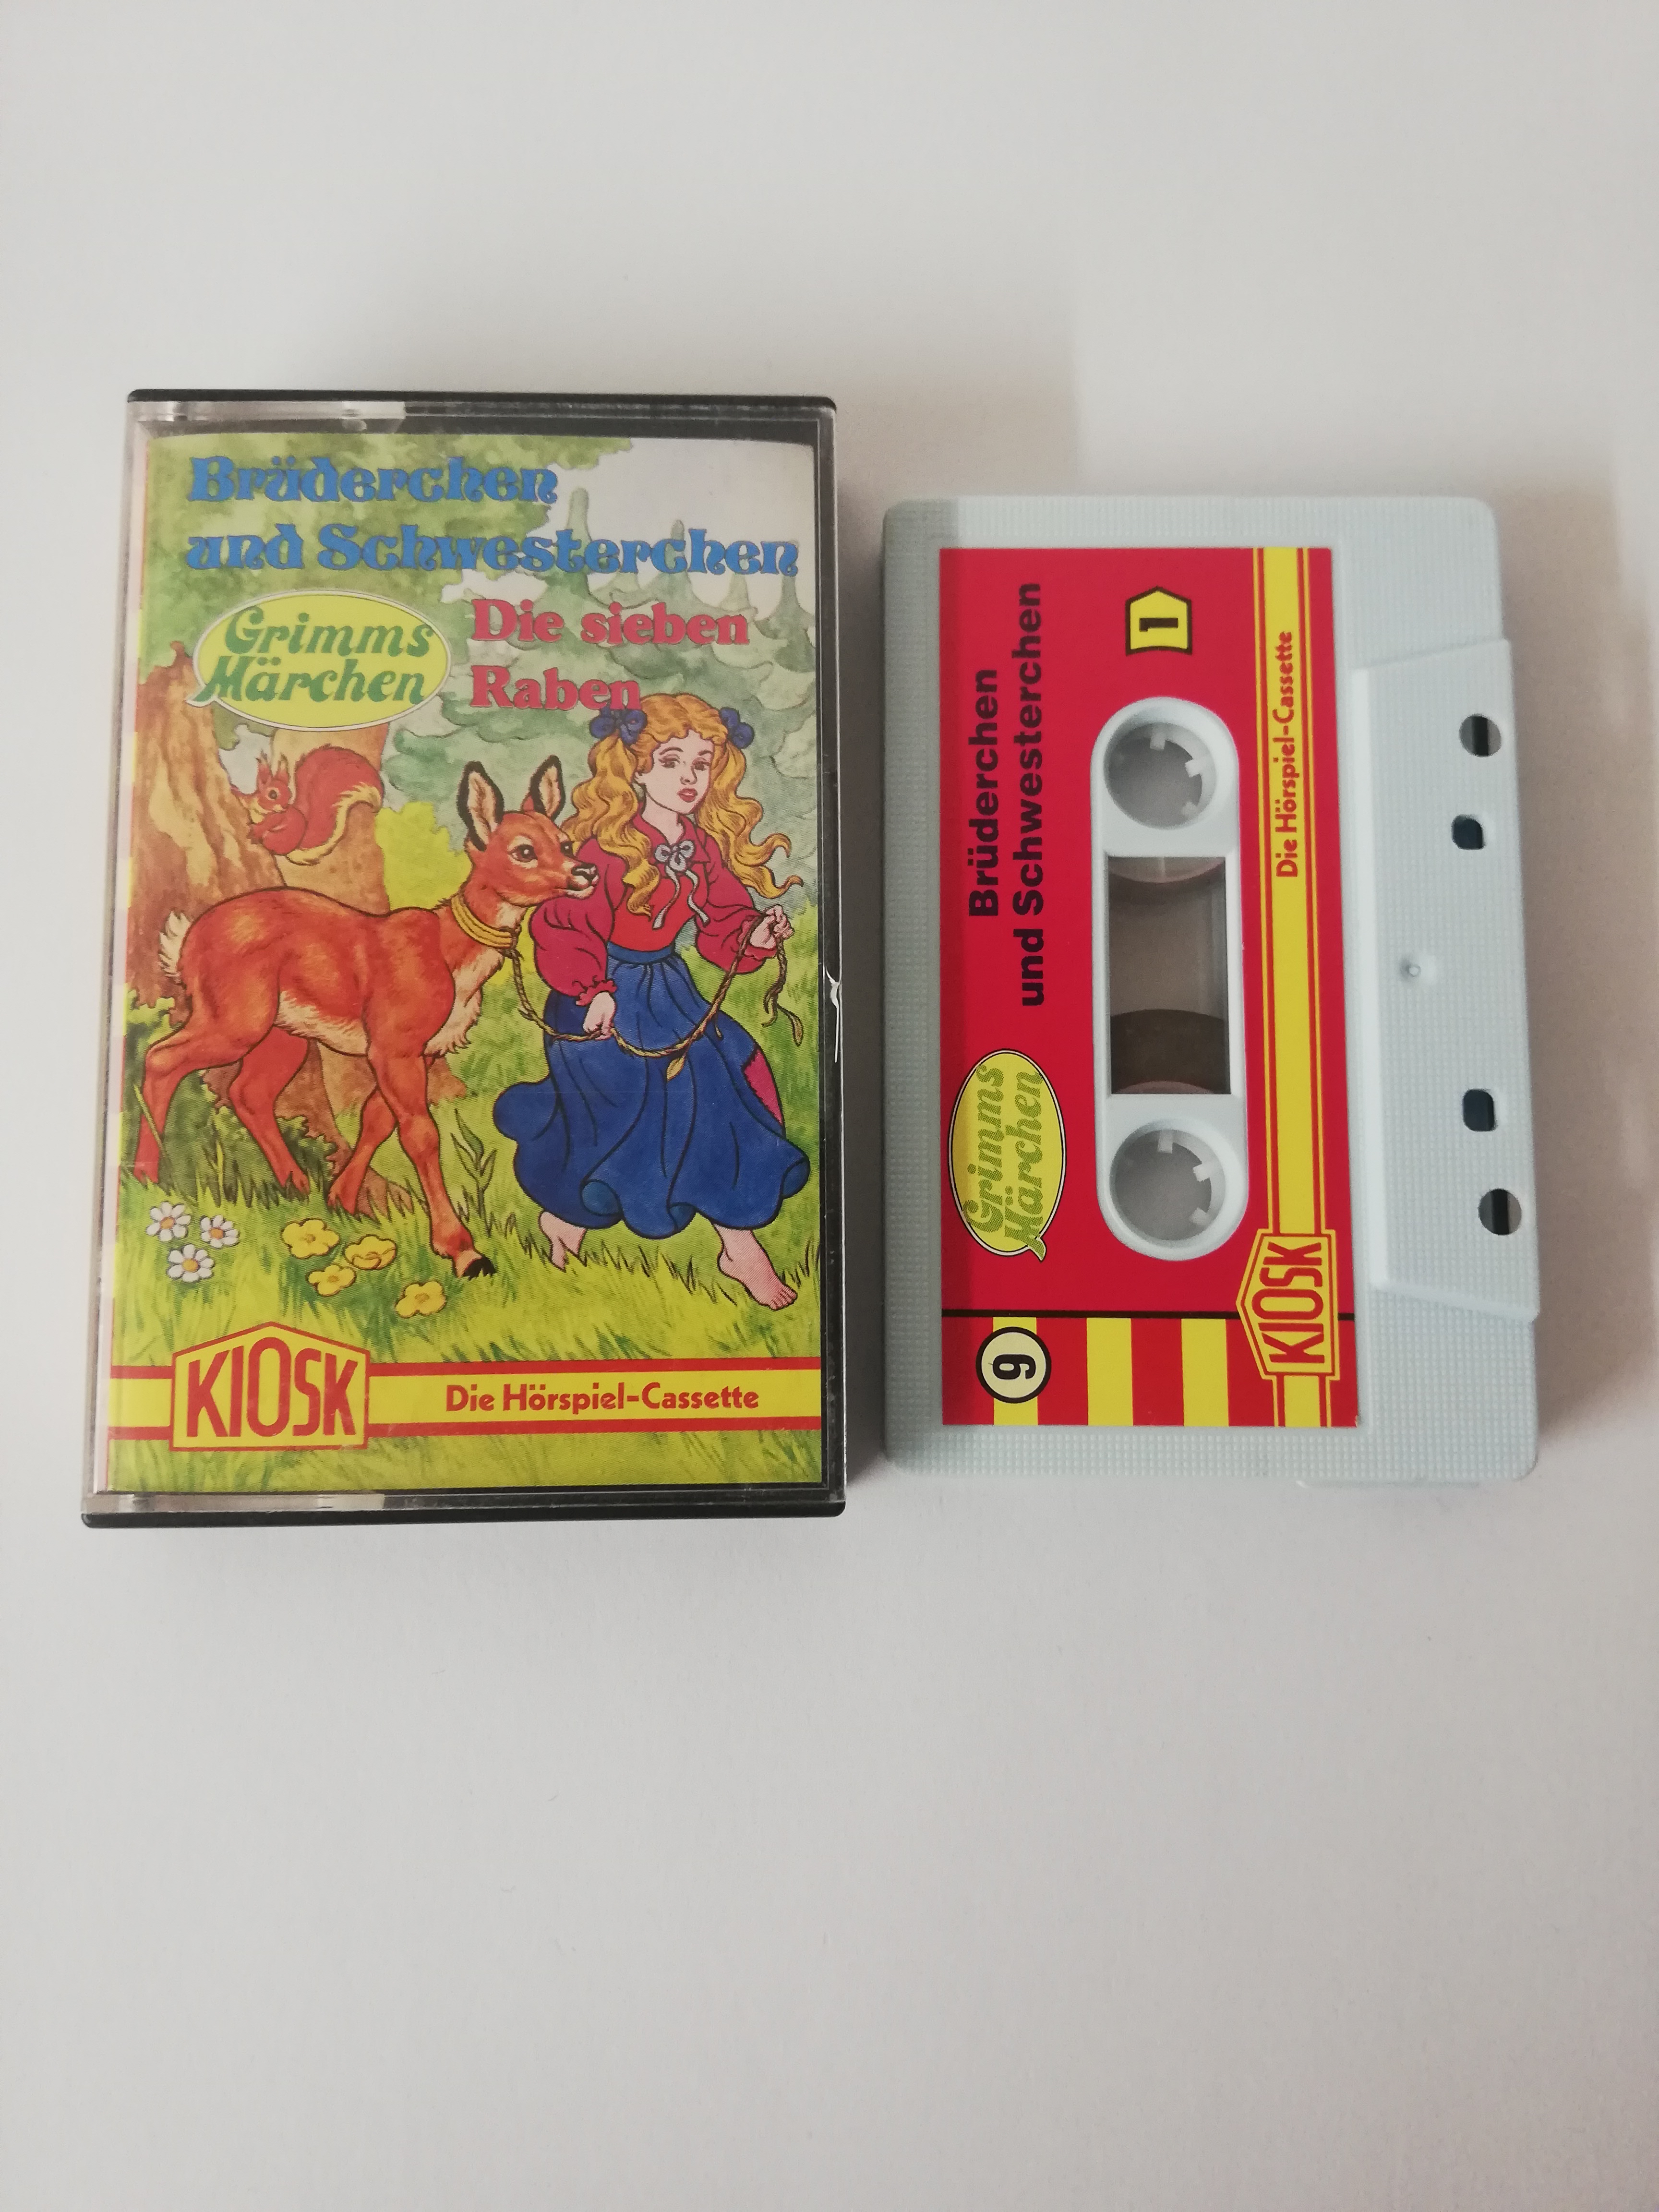 Brüderchen
und Schwesterchen
Grimms
Märchen
Die sieben
Raben
KIOSK
Die Hörspiel-Cassette
Brüderchen
und Schwesterchen
1
Grimms
Märchen
Die Hörspiel-Cassette
KIOSK
9